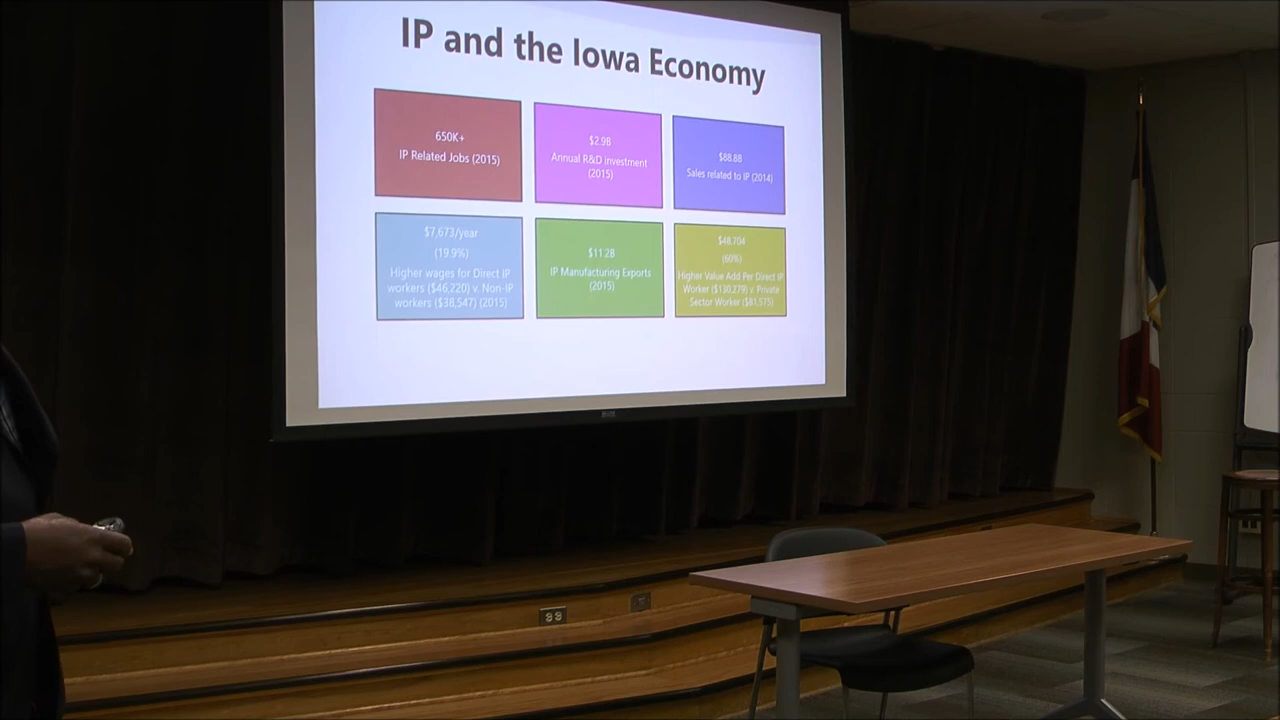 IP and the Iowa Economy
650K+
IP Related Jobs (2015)
$2.9B
Annual R&D investment
(2015)
$88.8B
Sales related to IP (2014)
$7,673/year
(19.9%)
Higher wages for Direct IP
workers ($46,220) v. Non-IP
workers ($38,547) (2015)
$11.2B
IP Manufacturing Exports
(2015)
$48,704
(60%)
Higher Value Add Per Direct IP
Worker ($130,279) v. Private
Sector Worker ($81,575)